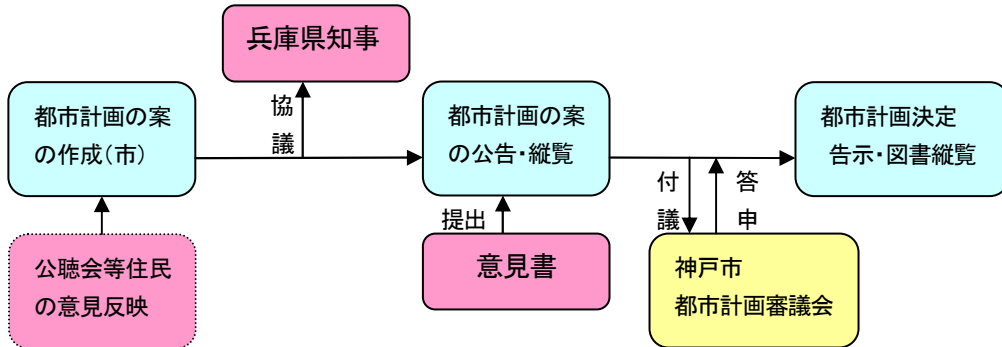 兵庫県知事
協
議
都市計画の案
の作成(市)
都市計画の案
の公告・縦覧
都市計画決定
告示・図書縦覧
公聴会等住民
の意見反映
提出
意見書
付
議
答
申
神戸市
都市計画審議会